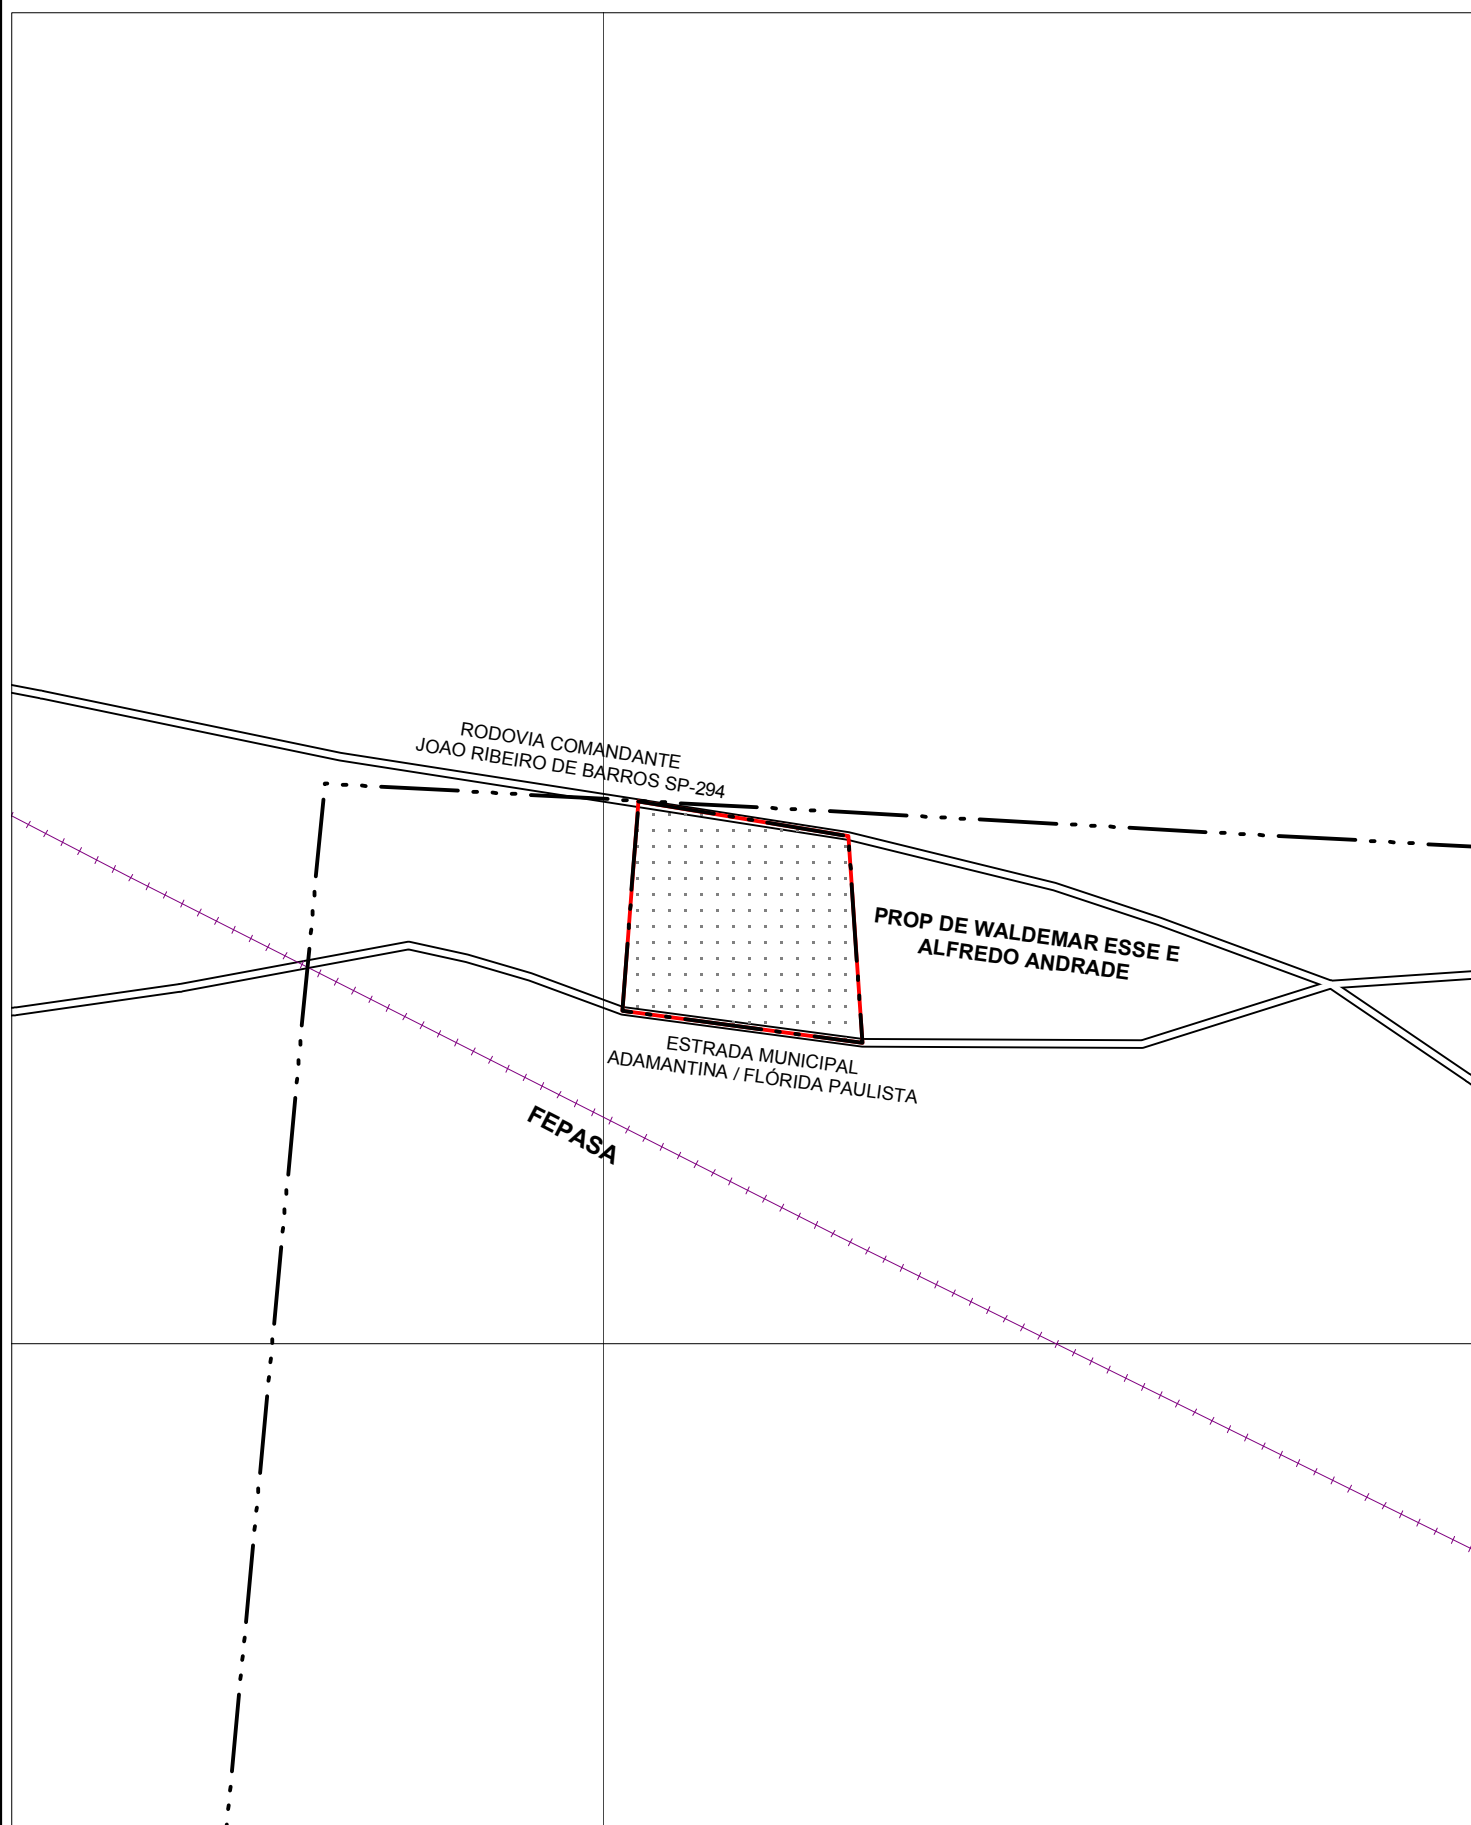 RODOVIA COMANDANTE
JOAO RIBEIRO DE BARROS SP-294
PROP DE WALDEMAR ESSE E
ALFREDO ANDRADE
ESTRADA MUNICIPAL
ADAMANTINA / FLÓRIDA PAULISTA
FEPASA